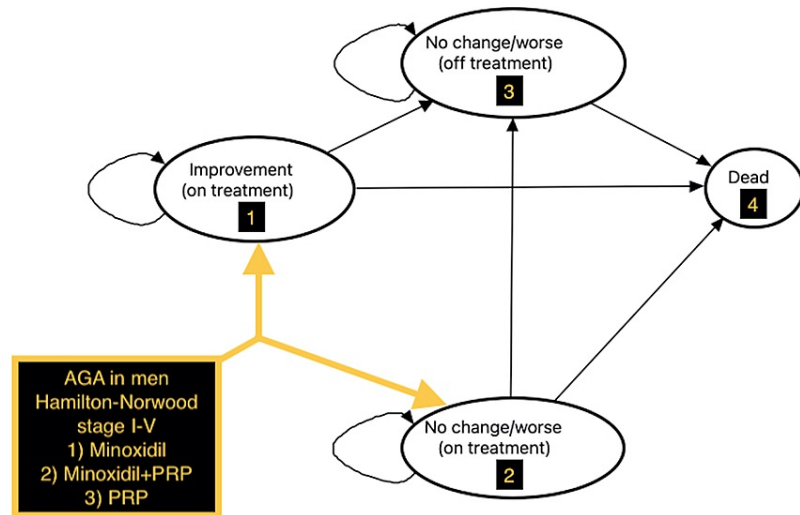 No change/worse
(off treatment)
3
Improvement
(on treatment)
1
Dead
4
AGA in men
Hamilton-Norwood
stage I-V
1) Minoxidil
2) Minoxidil+PRP
3) PRP
No change/worse
(on treatment)
2